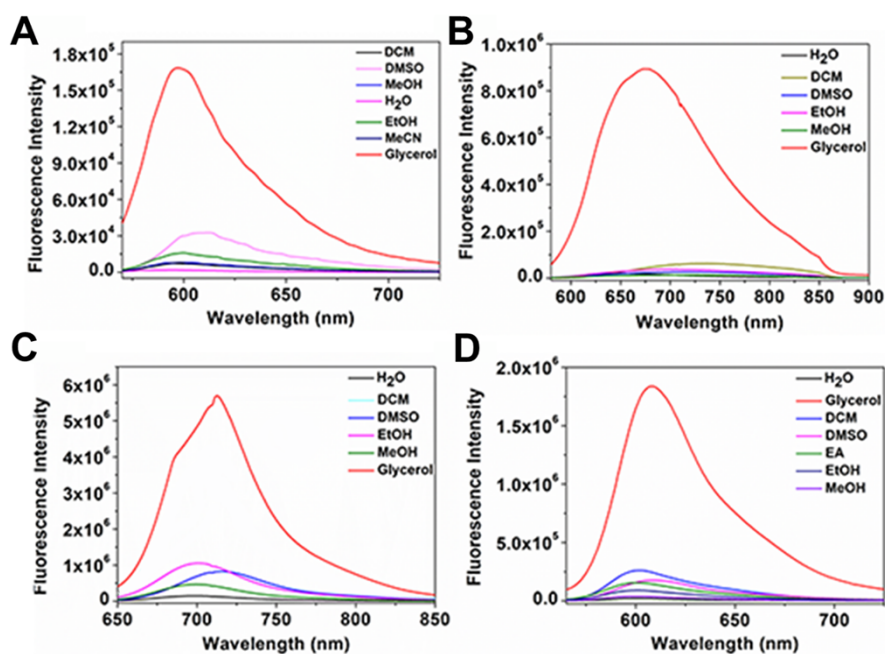 A
1.8x10⁵
1.5x10⁵
1.2x10⁵
9.0x10⁴
6.0x10⁴
3.0x10⁴
0.0
Fluorescence Intensity
DCM
DMSO
MeOH
H₂O
EtOH
MeCN
Glycerol
600 650 700
Wavelength (nm)
B
1.0x10⁶
8.0x10⁵
6.0x10⁵
4.0x10⁵
2.0x10⁵
0.0
Fluorescence Intensity
H₂O
DCM
DMSO
EtOH
MeOH
Glycerol
600 650 700 750 800 850 900
Wavelength (nm)
C
6x10⁶
5x10⁶
4x10⁶
3x10⁶
2x10⁶
1x10⁶
0
Fluorescence Intensity
H₂O
DCM
DMSO
EtOH
MeOH
Glycerol
650 700 750 800 850
Wavelength (nm)
D
2.0x10⁶
1.5x10⁶
1.0x10⁶
5.0x10⁵
0.0
Fluorescence Intensity
H₂O
Glycerol
DCM
DMSO
EA
EtOH
MeOH
600 650 700
Wavelength (nm)